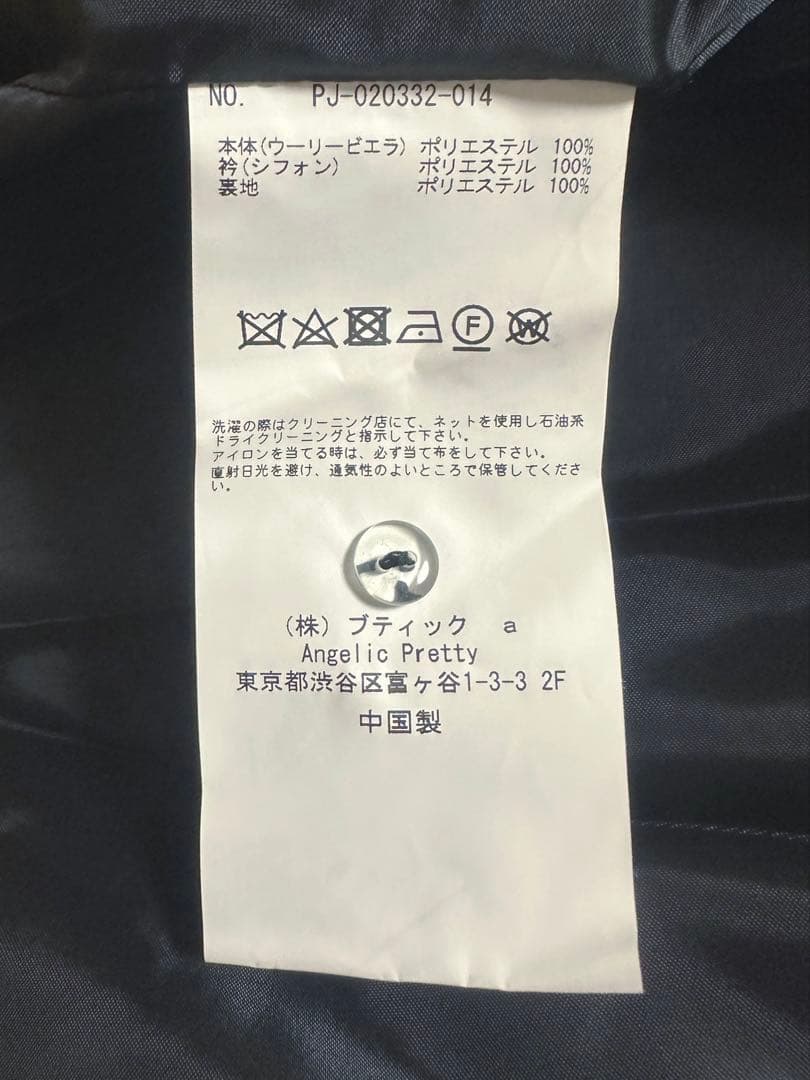 NO. PJ-020332-014
本体(ウーリービエラ) ポリエステル 100%
衿(シフォン) ポリエステル 100%
裏地 ポリエステル 100%
F W
洗濯の際はクリーニング店にて、ネットを使用し石油系
ドライクリーニングと指示して下さい。
アイロンを当てる時は、必ず当て布をして下さい。
直射日光を避け、通気性のよいところで保管してくださ
い。
(株) ブティック a
Angelic Pretty
東京都渋谷区富ヶ谷1-3-3 2F
中国製